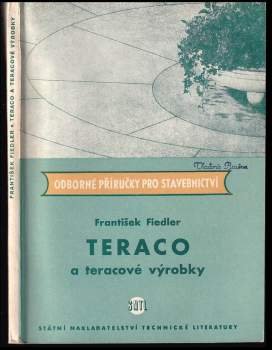 FRANTIŠEK FIEDLER • TERACO A TERACOVÉ VÝROBKY
ODBORNÉ PŘÍRUČKY PRO STAVEBNICTVÍ
František Fiedler
TERACO
a teracové výrobky
SNTL
STÁTNÍ NAKLADATELSTVÍ TECHNICKÉ LITERATURY